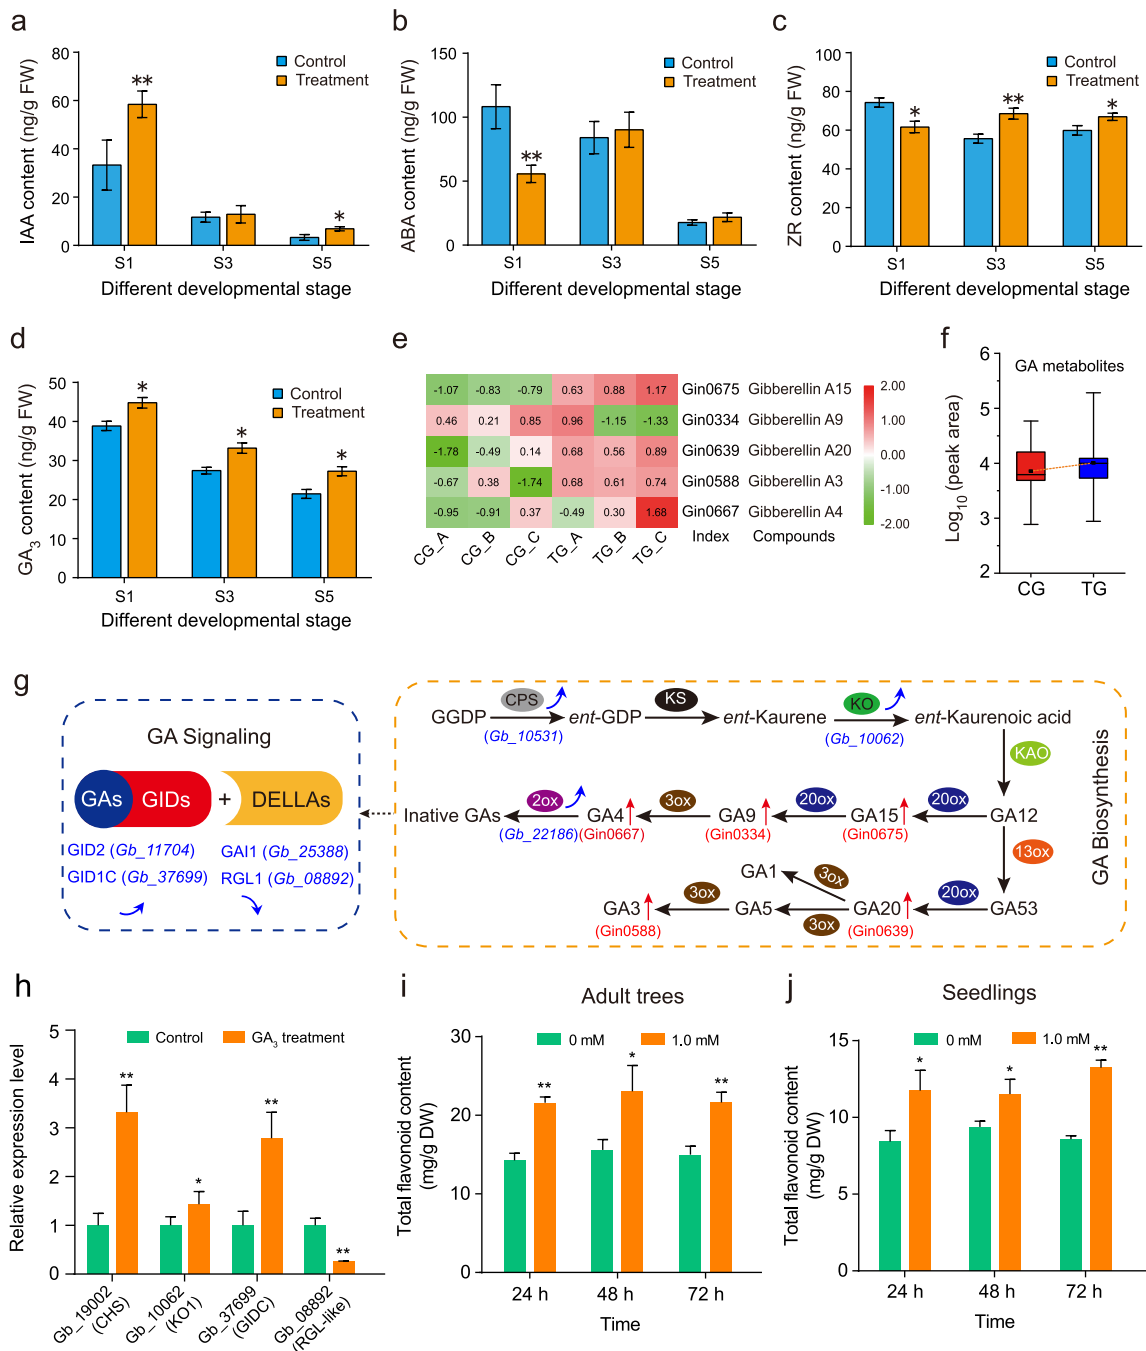 a
IAA content (ng/g FW)
80
60
40
20
0
Control
Treatment
**
*
S1 S3 S5
Different developmental stage
b
ABA content (ng/g FW)
150
100
50
0
Control
Treatment
**
S1 S3 S5
Different developmental stage
c
ZR content (ng/g FW)
100
80
60
40
20
0
Control
Treatment
*
**
*
S1 S3 S5
Different developmental stage
d
GA3 content (ng/g FW)
50
40
30
20
10
0
Control
Treatment
*
*
*
S1 S3 S5
Different developmental stage
e
-1.07 -0.83 -0.79 0.63 0.88 1.17 Gin0675 Gibberellin A15
0.46 0.21 0.85 0.96 -1.15 -1.33 Gin0334 Gibberellin A9
-1.78 -0.49 0.14 0.68 0.56 0.89 Gin0639 Gibberellin A20
-0.67 0.38 -1.74 0.68 0.61 0.74 Gin0588 Gibberellin A3
-0.95 -0.91 0.37 -0.49 0.30 1.68 Gin0667 Gibberellin A4
CG_A CG_B CG_C TG_A TG_B TG_C Index Compounds
2.00
1.00
0.00
-1.00
-2.00
f
GA metabolites
Log10 (peak area)
6
5
4
3
2
CG TG
g
GA Signaling
GAs GIDs + DELLAs
GID2 (Gb_11704) GAI1 (Gb_25388)
GID1C (Gb_37699) RGL1 (Gb_08892)
GA Biosynthesis
CPS KS KO
GGDP ent-GDP ent-Kaurene ent-Kaurenoic acid
(Gb_10531) (Gb_10062)
KAO
2ox 3ox 20ox 20ox
Inative GAs GA4 GA9 GA15 GA12
(Gb_22186) (Gin0667) (Gin0334) (Gin0675)
13ox
GA1 3ox
3ox 20ox
GA3 GA5 GA20 GA53
3ox
(Gin0588) (Gin0639)
h
Relative expression level
5
4
3
2
1
0
Control GA3 treatment
**
*
**
**
Gb_19002
(CHS)
Gb_10062
(KO1)
Gb_37699
(GIDC)
Gb_08892
(RGL-like)
i
Adult trees
Total flavonoid content
(mg/g DW)
30
20
10
0
0 mM 1.0 mM
**
*
**
24 h 48 h 72 h
Time
j
Seedlings
Total flavonoid content
(mg/g DW)
15
10
5
0
0 mM 1.0 mM
*
*
**
24 h 48 h 72 h
Time